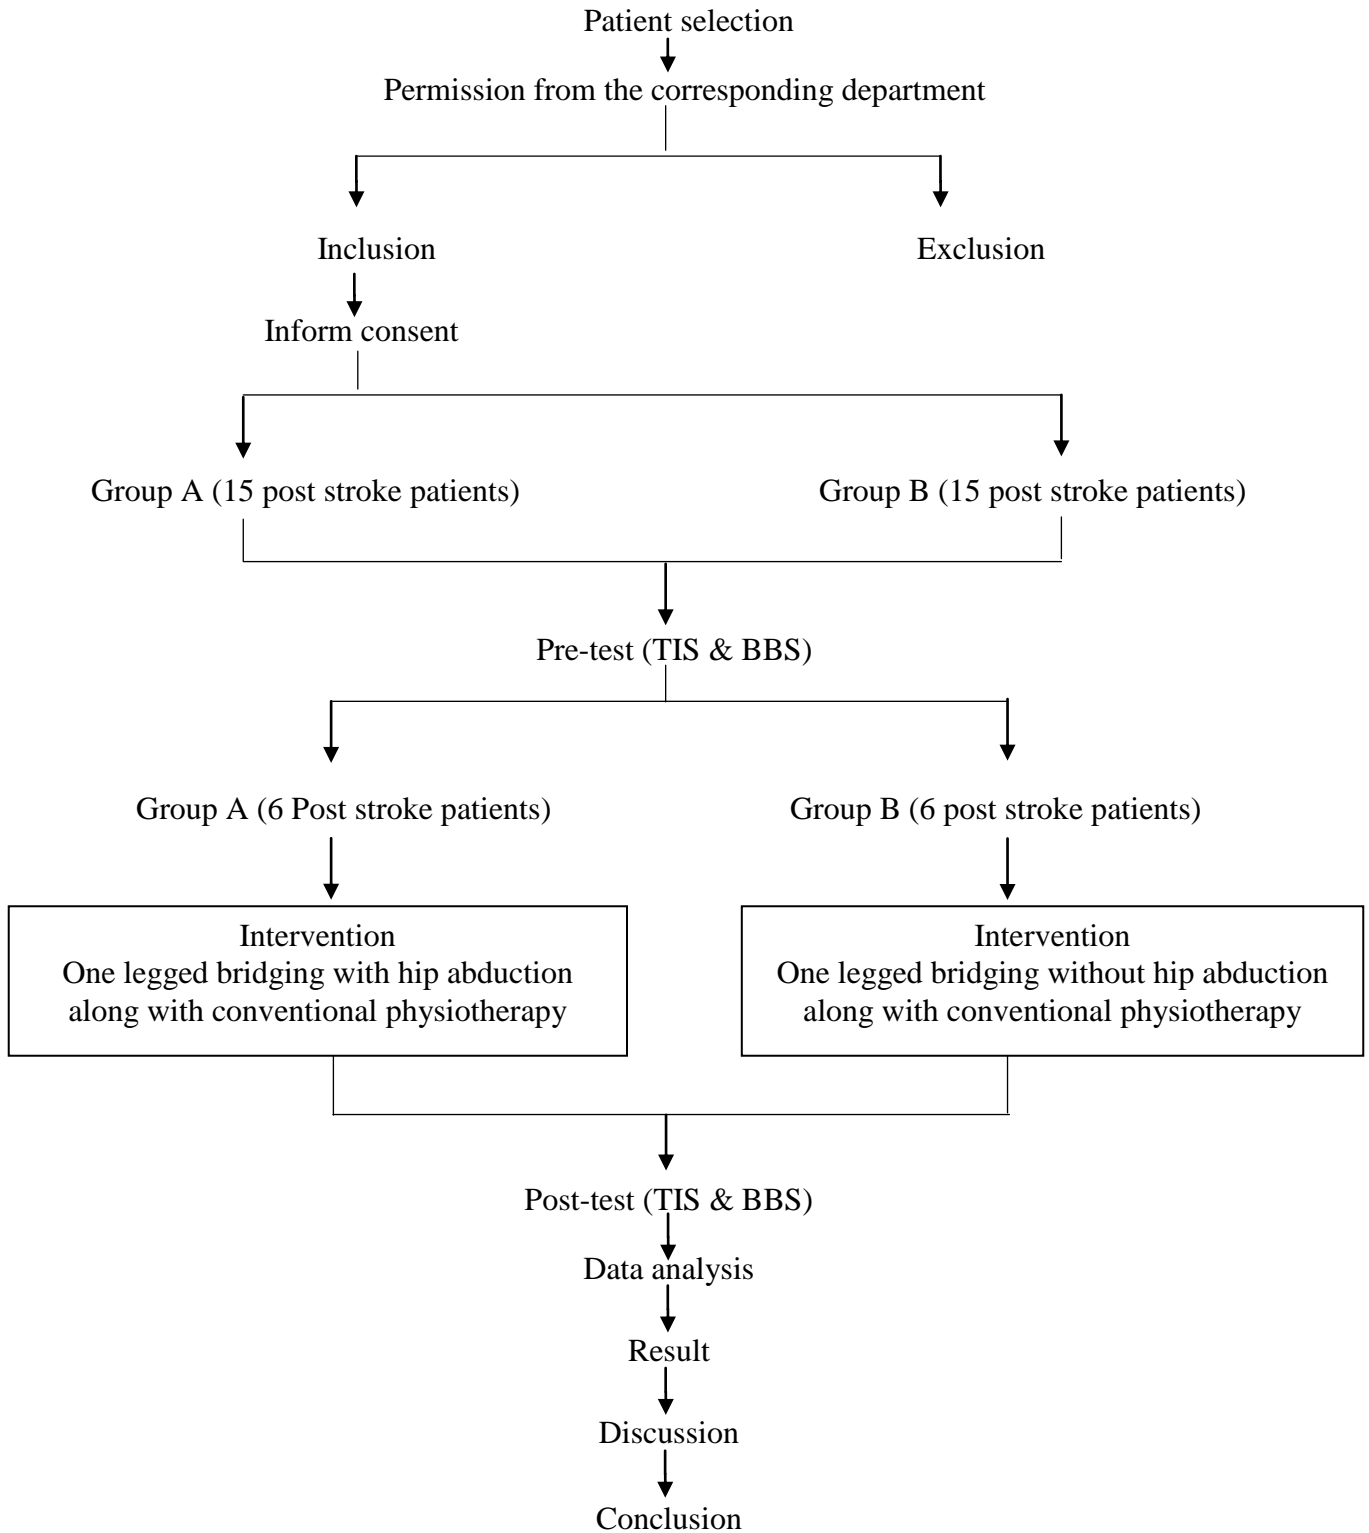 Patient selection
Permission from the corresponding department
Inclusion
Exclusion
Inform consent
Group A (15 post stroke patients)
Group B (15 post stroke patients)
Pre-test (TIS & BBS)
Group A (6 Post stroke patients)
Group B (6 post stroke patients)
Intervention
One legged bridging with hip abduction
along with conventional physiotherapy
Intervention
One legged bridging without hip abduction
along with conventional physiotherapy
Post-test (TIS & BBS)
Data analysis
Result
Discussion
Conclusion